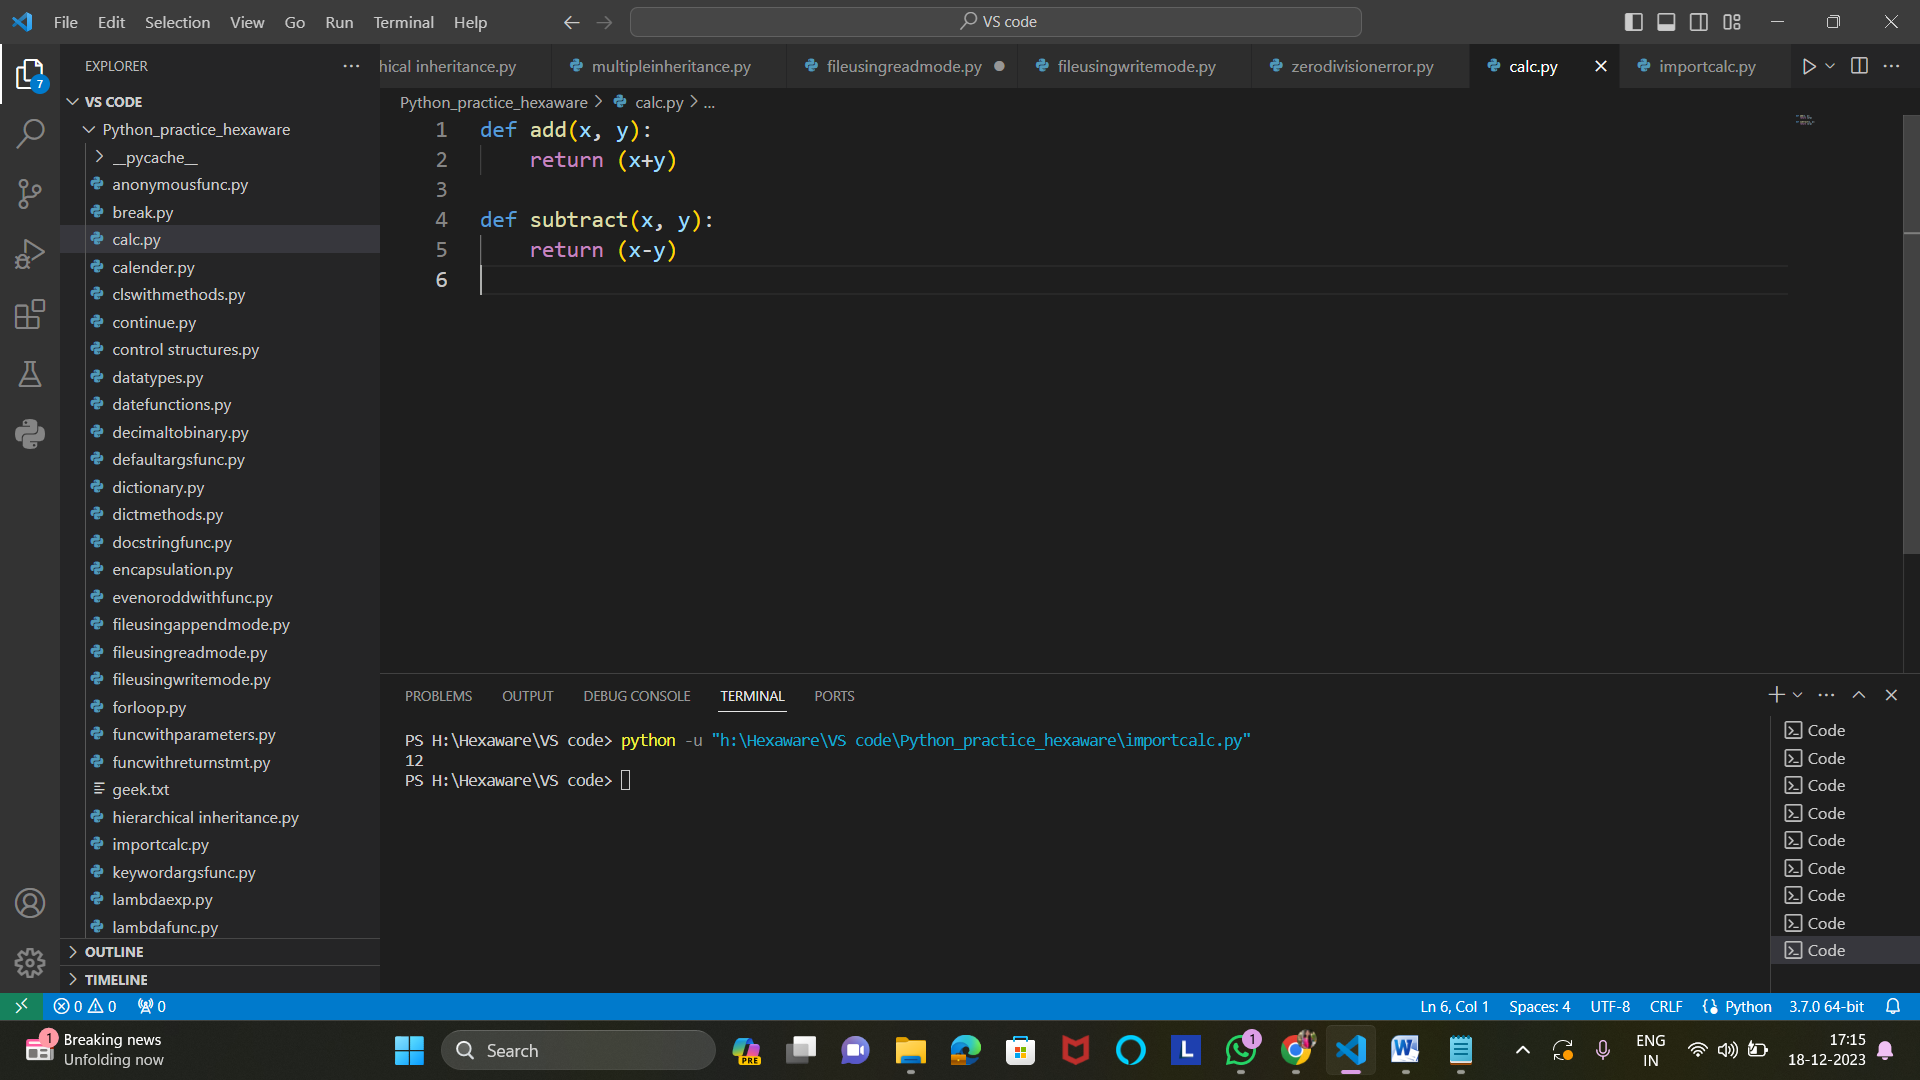 File Edit Selection View Go Run Terminal Help
VS code
EXPLORER
hical inheritance.py
multipleinheritance.py
fileusingreadmode.py
fileusingwritemode.py
zerodivisionerror.py
calc.py
importcalc.py
VS CODE
Python_practice_hexaware
__pycache__
anonymousfunc.py
break.py
calc.py
calender.py
clswithmethods.py
continue.py
control structures.py
datatypes.py
datefunctions.py
decimaltobinary.py
defaultargsfunc.py
dictionary.py
dictmethods.py
docstringfunc.py
encapsulation.py
evenoroddwithfunc.py
fileusingappendmode.py
fileusingreadmode.py
fileusingwritemode.py
forloop.py
funcwithparameters.py
funcwithreturnstmt.py
geek.txt
hierarchical inheritance.py
importcalc.py
keywordargsfunc.py
lambdaexp.py
lambdafunc.py
OUTLINE
TIMELINE
7
Python_practice_hexaware > calc.py > ...
1 def add(x, y):
2     return (x+y)
3
4 def subtract(x, y):
5     return (x-y)
6
PROBLEMS OUTPUT DEBUG CONSOLE TERMINAL PORTS
PS H:\Hexaware\VS code> python -u "h:\Hexaware\VS code\Python_practice_hexaware\importcalc.py"
12
PS H:\Hexaware\VS code>
Code
Code
Code
Code
Code
Code
Code
Code
Code
0 0 0
Ln 6, Col 1 Spaces: 4 UTF-8 CRLF Python 3.7.0 64-bit
1
Breaking news
Unfolding now
Search
PRE
L
1
W
ENG
IN
17:15
18-12-2023